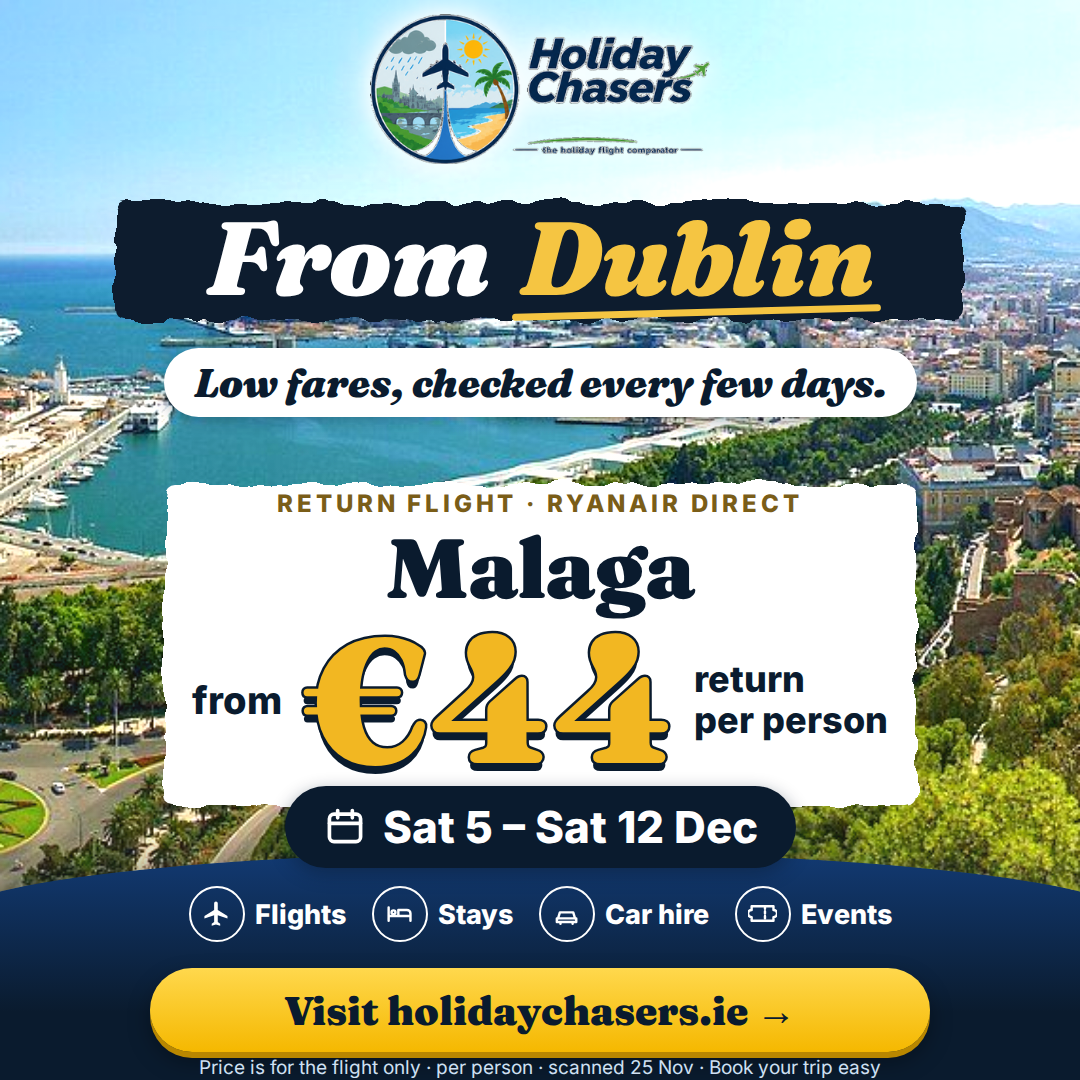 Holiday
Chasers
the holiday flight comparator
From Dublin
Low fares, checked every few days.
RETURN FLIGHT · RYANAIR DIRECT
Malaga
from €44 return
per person
Sat 5 – Sat 12 Dec
Flights Stays Car hire Events
Visit holidaychasers.ie →
Price is for the flight only · per person · scanned 25 Nov · Book your trip easy